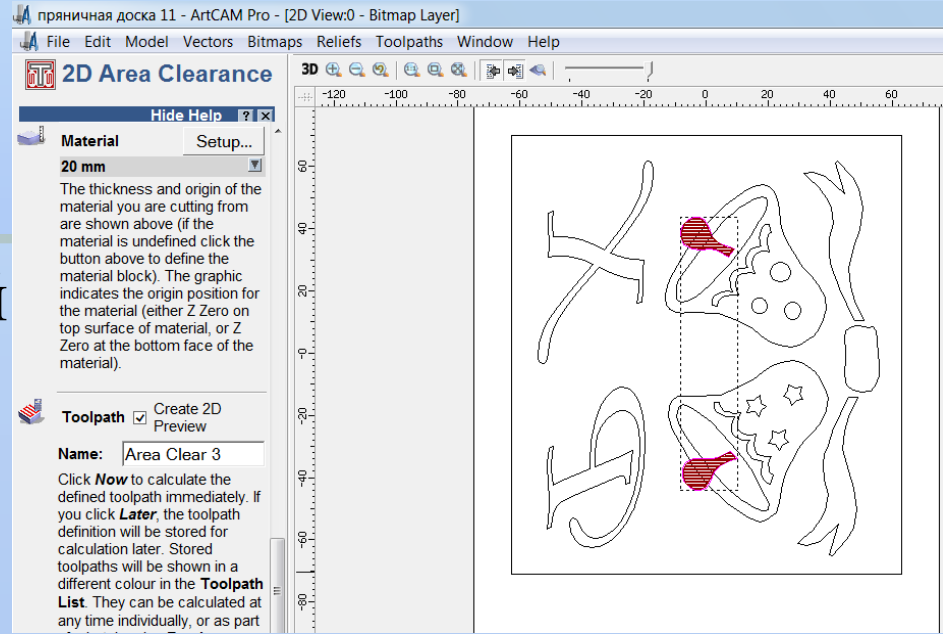 пряничная доска 11 - ArtCAM Pro - [2D View:0 - Bitmap Layer]
File Edit Model Vectors Bitmaps Reliefs Toolpaths Window Help
2D Area Clearance
3D
Hide Help ? x
-120 -100 -80 -60 -40 -20 0 20 40 60
Material Setup...
20 mm
The thickness and origin of the
material you are cutting from
are shown above (if the
material is undefined click the
button above to define the
material block). The graphic
indicates the origin position for
the material (either Z Zero on
top surface of material, or Z
Zero at the bottom face of the
material).
Toolpath Create 2D
Preview
Name: Area Clear 3
Click Now to calculate the
defined toolpath immediately. If
you click Later, the toolpath
definition will be stored for
calculation later. Stored
toolpaths will be shown in a
different colour in the Toolpath
List. They can be calculated at
any time individually, or as part
60
40
20
-0
-20
-40
-60
-80